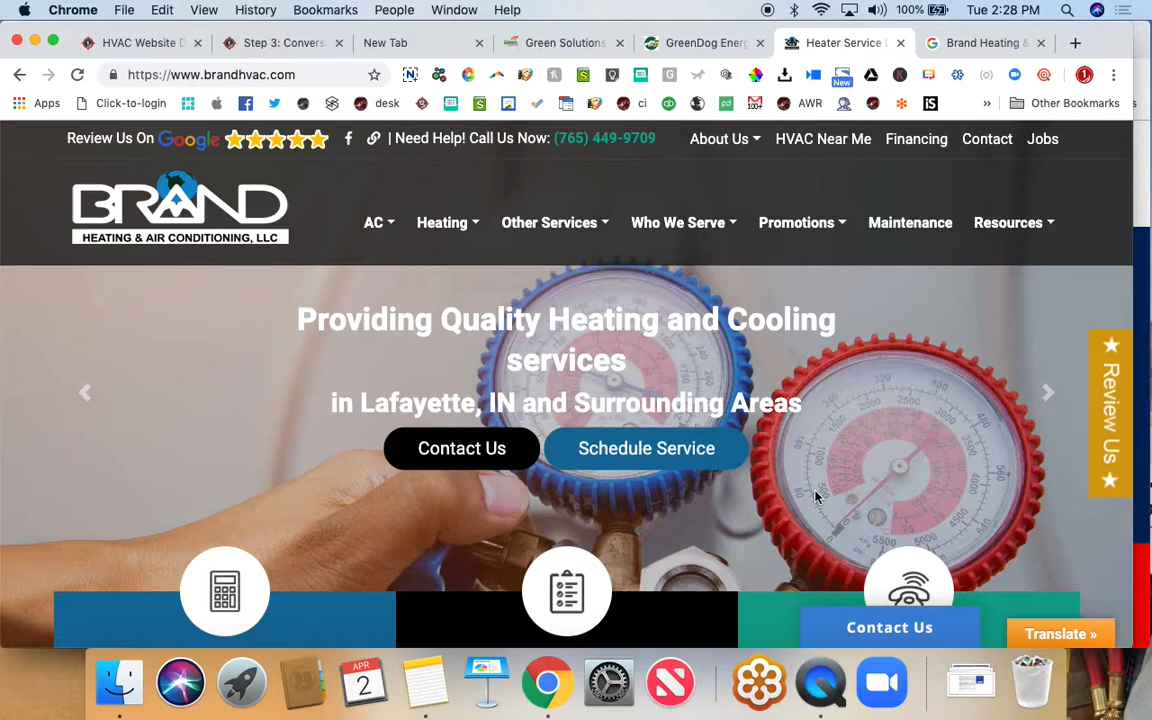 Chrome File Edit View History Bookmarks People Window Help 100% Tue 2:28 PM
HVAC Website D Step 3: Convers New Tab Green Solutions GreenDog Energ Heater Service L Brand Heating &
https://www.brandhvac.com
New
Apps Click-to-login desk ci AWR Other Bookmarks
Review Us On Google | Need Help! Call Us Now: (765) 449-9709 About Us HVAC Near Me Financing Contact Jobs
BRAND
HEATING & AIR CONDITIONING, LLC
AC Heating Other Services Who We Serve Promotions Maintenance Resources
Providing Quality Heating and Cooling
services
in Lafayette, IN and Surrounding Areas
Contact Us Schedule Service
★ Review Us ★
Contact Us
Translate »
APR
2